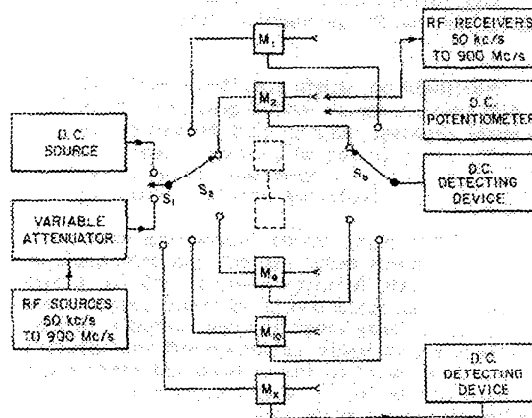 M1
RF RECEIVERS
50 kc/s
TO 900 Mc/s
M2
D.C.
POTENTIOMETER
D.C.
SOURCE
S1
S2
D.C.
DETECTING
DEVICE
VARIABLE
ATTENUATOR
RF SOURCES
50 kc/s
TO 900 Mc/s
M9
M10
MX
D.C.
DETECTING
DEVICE